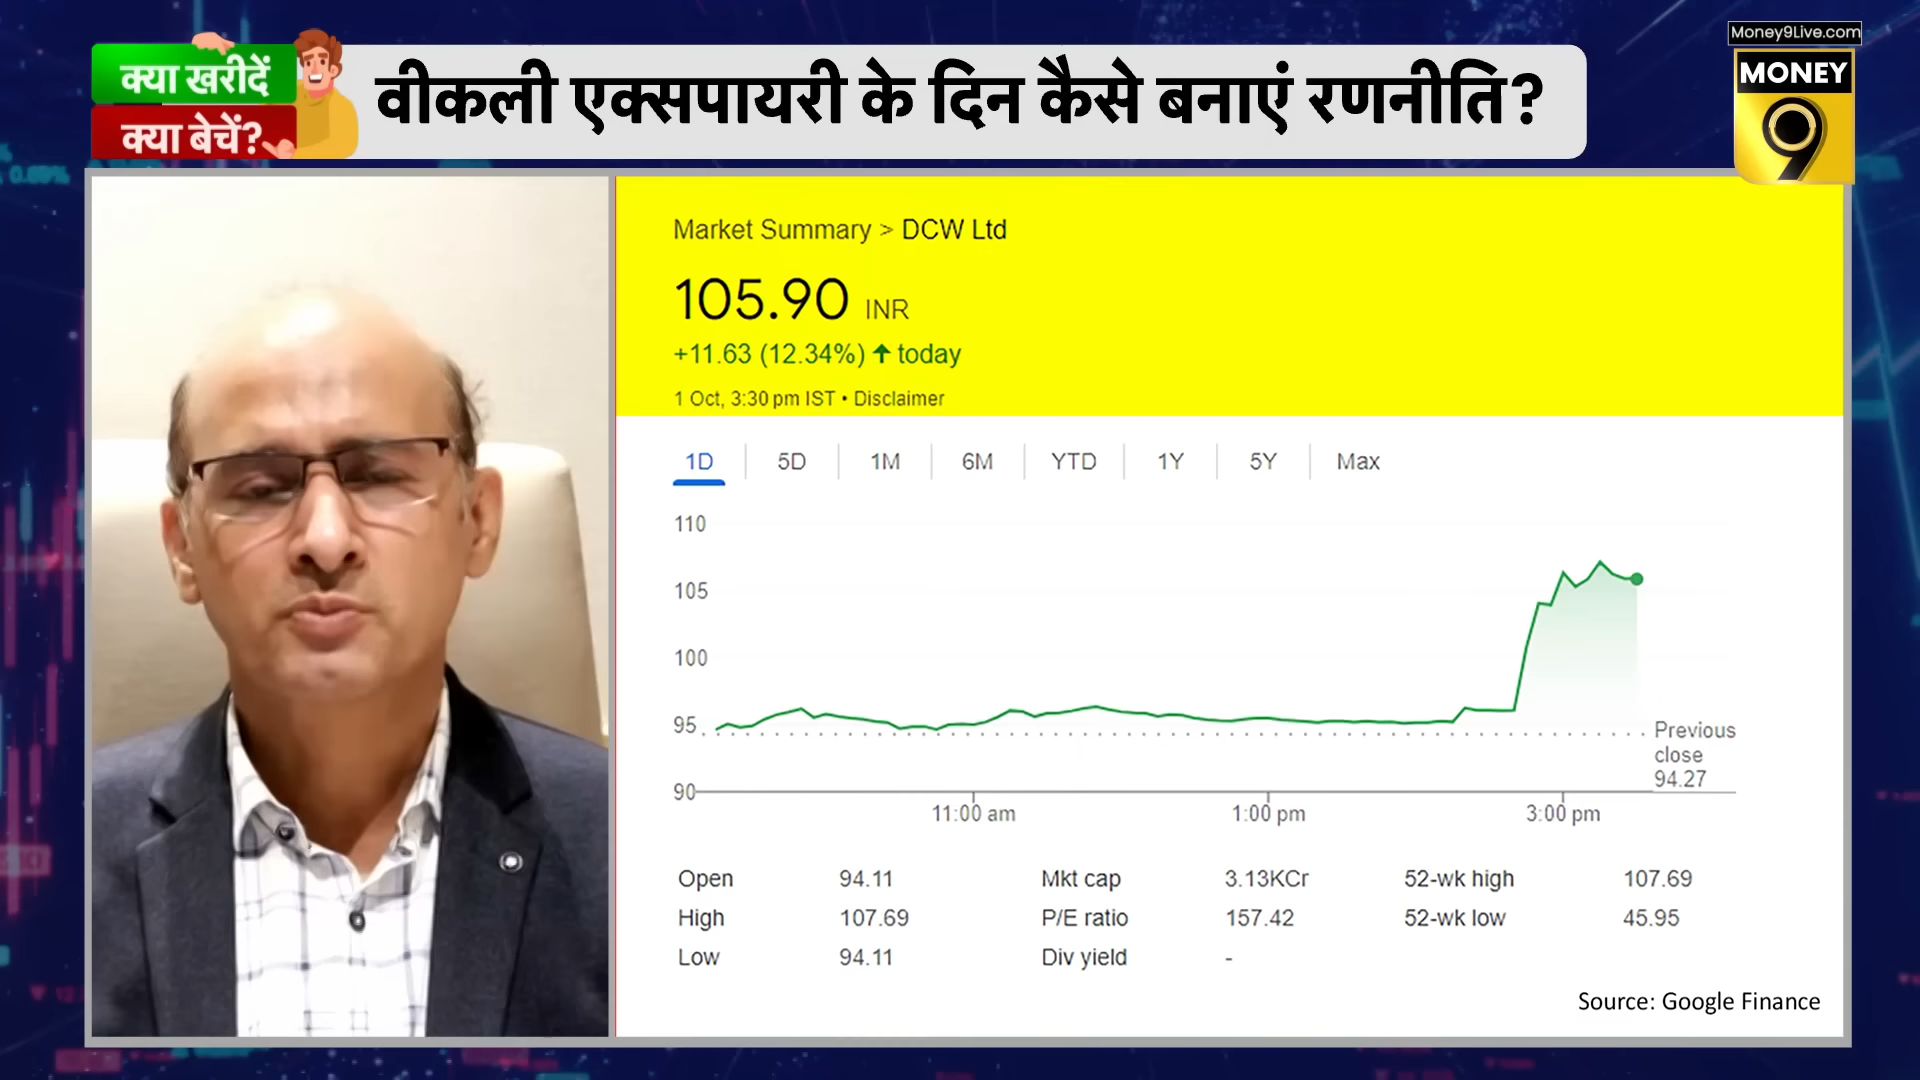 Money9Live.com
MONEY
9
क्या खरीदें
क्या बेचें?
वीकली एक्सपायरी के दिन कैसे बनाएं रणनीति?
0.89%
Market Summary > DCW Ltd
105.90 INR
+11.63 (12.34%) ↑ today
1 Oct, 3:30 pm IST • Disclaimer
1D 5D 1M 6M YTD 1Y 5Y Max
110
105
100
95
90
Previous
close
94.27
11:00 am 1:00 pm 3:00 pm
Open 94.11 Mkt cap 3.13KCr 52-wk high 107.69
High 107.69 P/E ratio 157.42 52-wk low 45.95
Low 94.11 Div yield -
Source: Google Finance